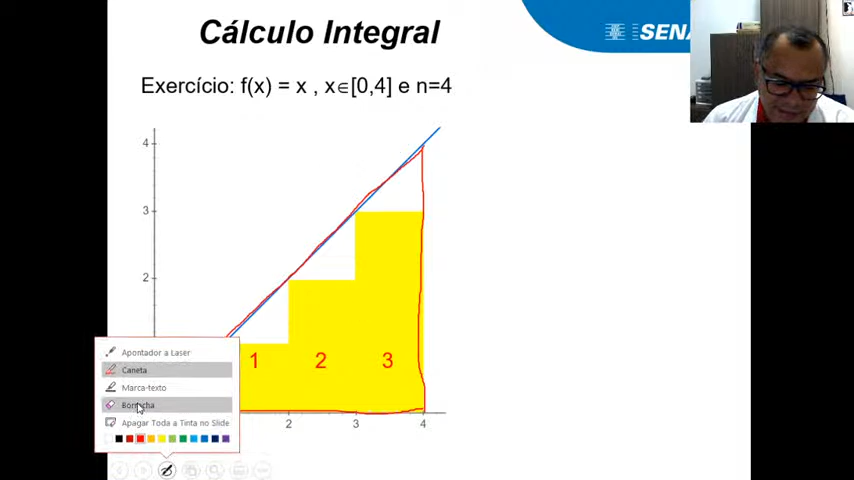 Cálculo Integral
SENA
Exercício: f(x) = x , x∈[0,4] e n=4
4
3
2
1 2 3
Apontador a Laser
Caneta
Marca-texto
Borracha
Apagar Toda a Tinta no Slide
2 3 4